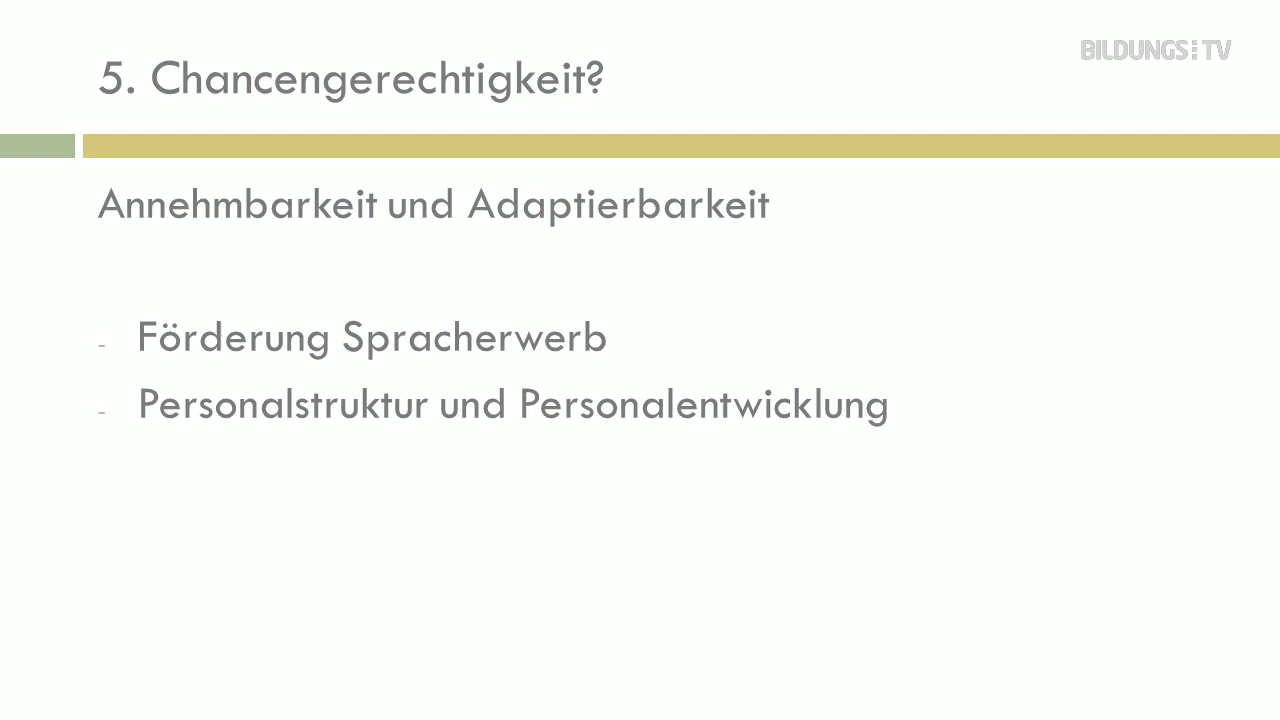 BILDUNGS:TV
5. Chancengerechtigkeit?
Annehmbarkeit und Adaptierbarkeit
- Förderung Spracherwerb
- Personalstruktur und Personalentwicklung